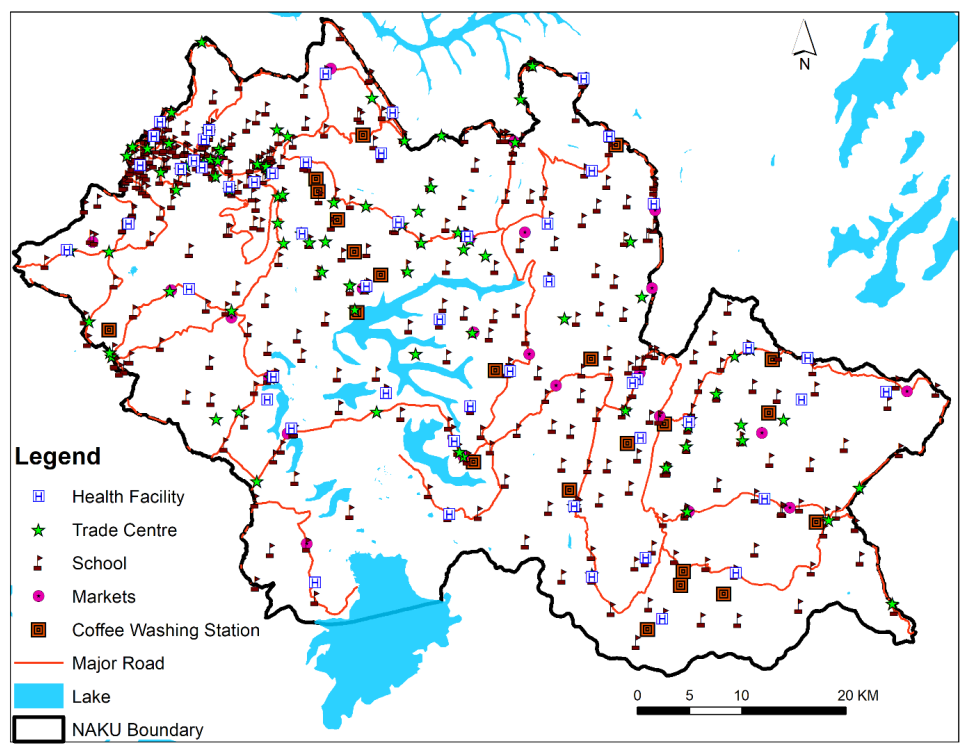 N
Legend
Health Facility
Trade Centre
School
Markets
Coffee Washing Station
Major Road
Lake
NAKU Boundary
0 5 10 20 KM